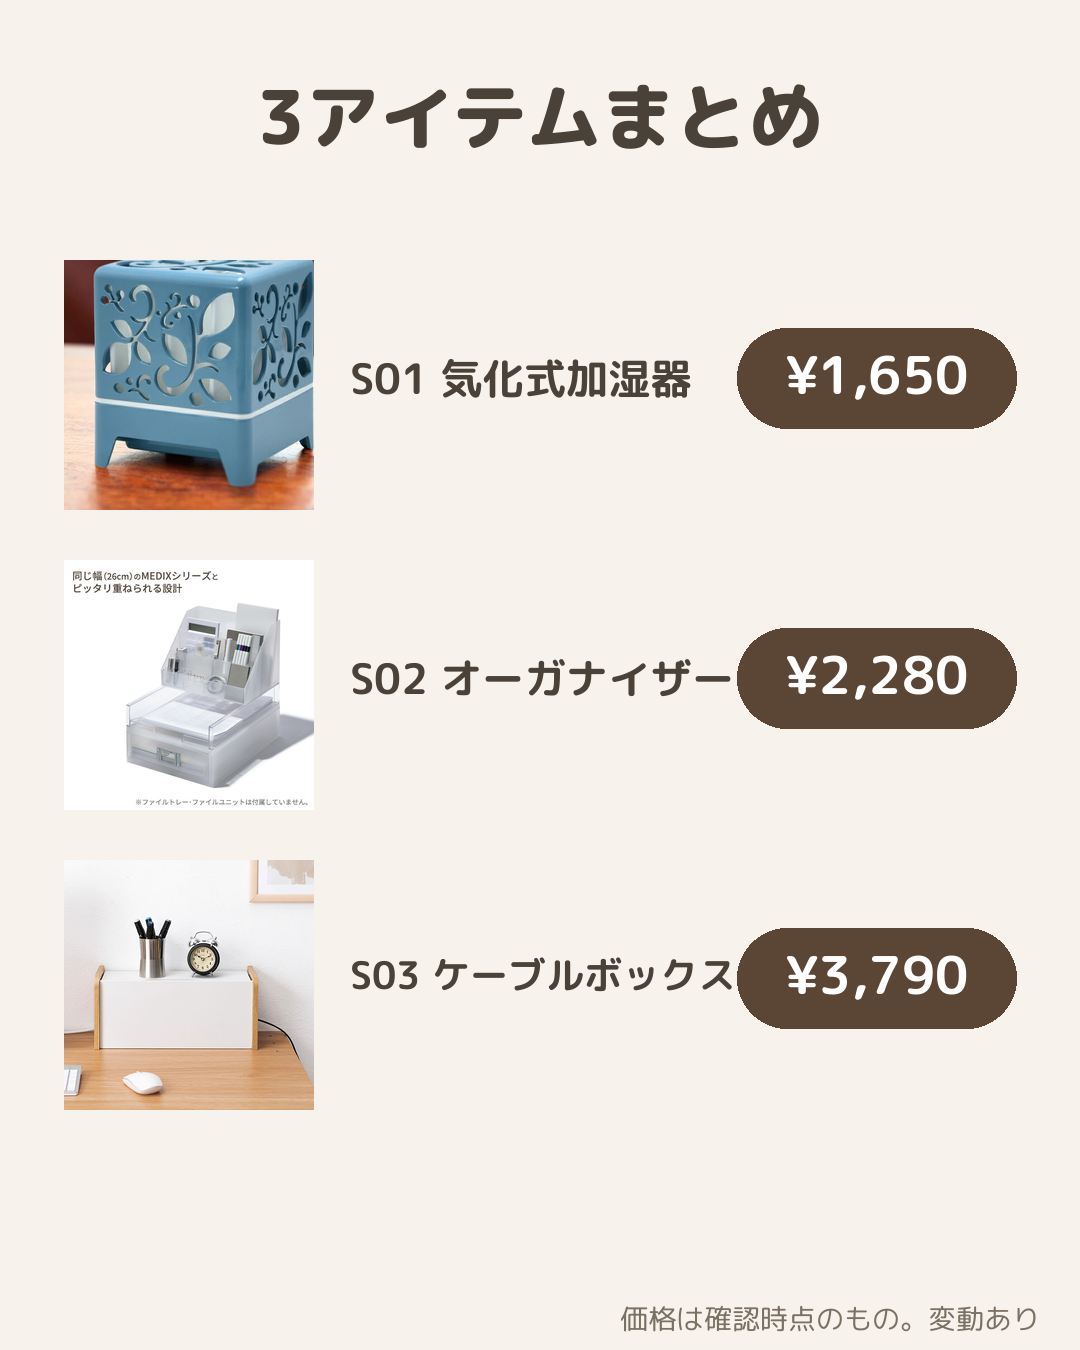 3アイテムまとめ
S01 気化式加湿器
¥1,650
同じ幅(26cm)のMEDIXシリーズと
ピッタリ重ねられる設計
※ファイルトレー・ファイルユニットは付属していません。
S02 オーガナイザー
¥2,280
S03 ケーブルボックス
¥3,790
価格は確認時点のもの。変動あり